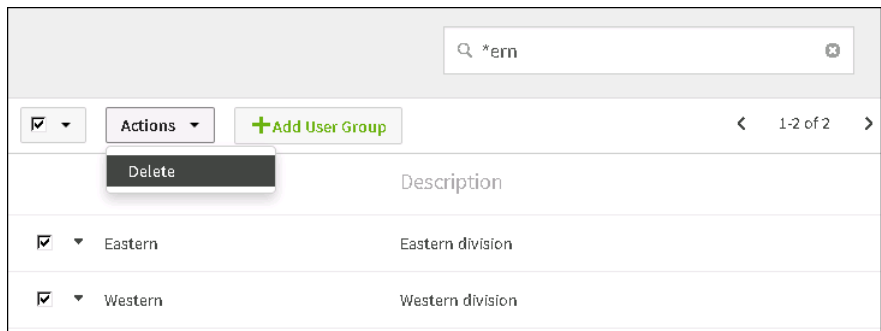 *ern
Actions
+Add User Group
1-2 of 2
Delete
Description
Eastern
Eastern division
Western
Western division